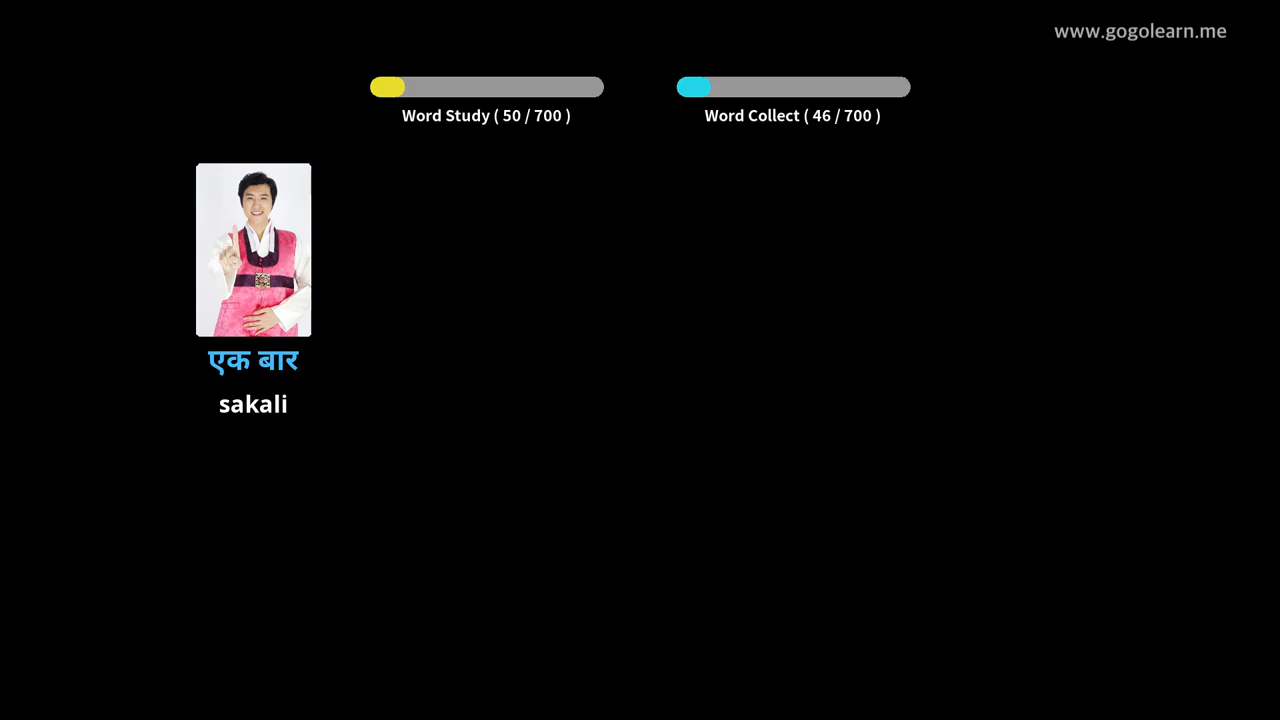 www.gogolearn.me
Word Study ( 50 / 700 )
Word Collect ( 46 / 700 )
एक बार
sakali